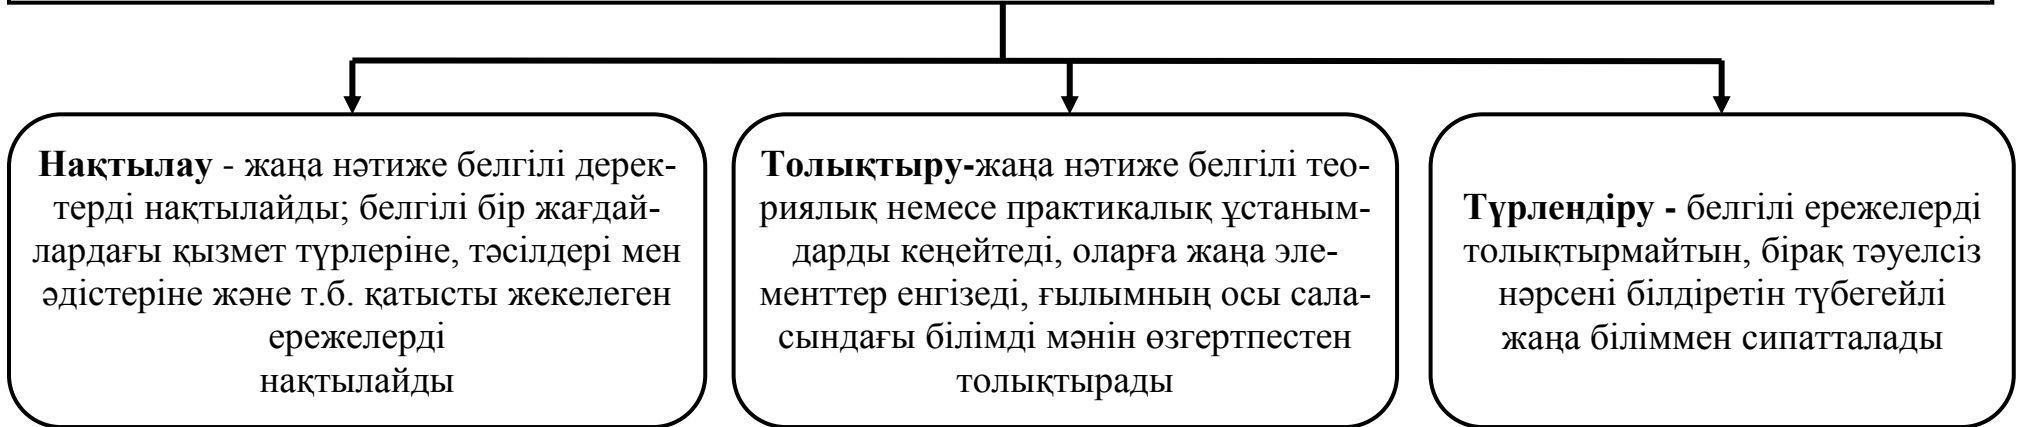 Нақтылау - жаңа нәтиже белгілі дерек-
терді нақтылайды; белгілі бір жағдай-
лардағы қызмет түрлеріне, тәсілдері мен
әдістеріне және т.б. қатысты жекелеген
ережелерді
нақтылайды
Толықтыру-жаңа нәтиже белгілі тео-
риялық немесе практикалық ұстаным-
дарды кеңейтеді, оларға жаңа эле-
менттер енгізеді, ғылымның осы сала-
сындағы білімді мәнін өзгертпестен
толықтырады
Түрлендіру - белгілі ережелерді
толықтырмайтын, бірақ тәуелсіз
нәрсені білдіретін түбегейлі
жаңа біліммен сипатталады